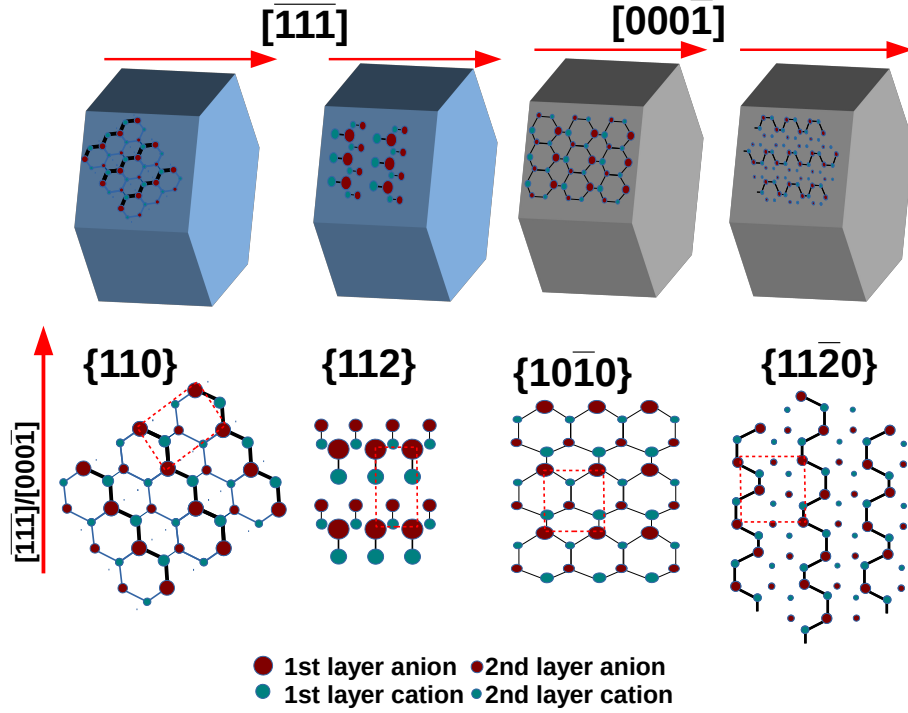 [1̅1̅1̅] [0001̅]
{110} {112} {101̅0} {112̅0}
[1̅1̅1̅]/[0001̅]
1st layer anion 2nd layer anion
1st layer cation 2nd layer cation